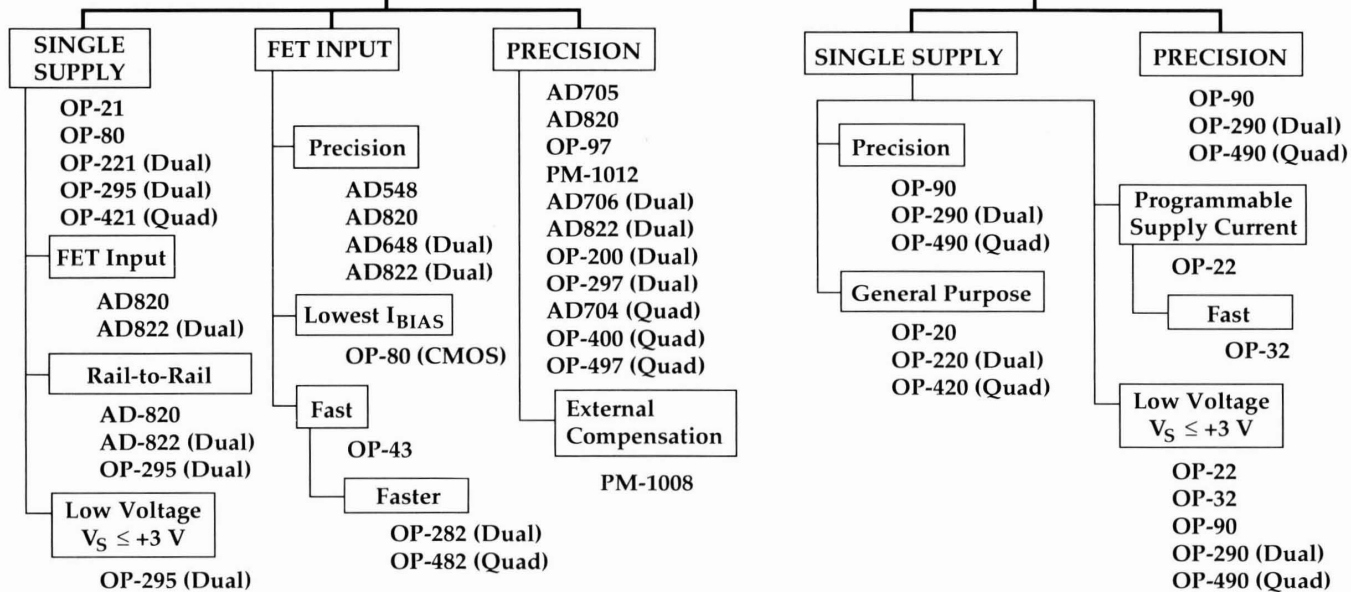 SINGLE
SUPPLY
OP-21
OP-80
OP-221 (Dual)
OP-295 (Dual)
OP-421 (Quad)
FET Input
AD820
AD822 (Dual)
Rail-to-Rail
AD-820
AD-822 (Dual)
OP-295 (Dual)
Low Voltage
VS ≤ +3 V
OP-295 (Dual)
FET INPUT
Precision
AD548
AD820
AD648 (Dual)
AD822 (Dual)
Lowest IBIAS
OP-80 (CMOS)
Fast
OP-43
Faster
OP-282 (Dual)
OP-482 (Quad)
PRECISION
AD705
AD820
OP-97
PM-1012
AD706 (Dual)
AD822 (Dual)
OP-200 (Dual)
OP-297 (Dual)
AD704 (Quad)
OP-400 (Quad)
OP-497 (Quad)
External
Compensation
PM-1008
SINGLE SUPPLY
Precision
OP-90
OP-290 (Dual)
OP-490 (Quad)
General Purpose
OP-20
OP-220 (Dual)
OP-420 (Quad)
Programmable
Supply Current
OP-22
Fast
OP-32
Low Voltage
VS ≤ +3 V
OP-22
OP-32
OP-90
OP-290 (Dual)
OP-490 (Quad)
PRECISION
OP-90
OP-290 (Dual)
OP-490 (Quad)